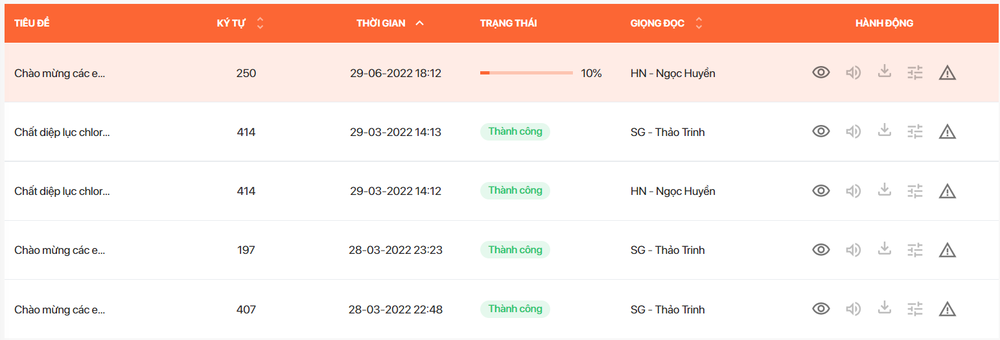 TIÊU ĐỀ KÝ TỰ THỜI GIAN TRẠNG THÁI GIỌNG ĐỌC HÀNH ĐỘNG
Chào mừng các e... 250 29-06-2022 18:12 10% HN - Ngọc Huyền
Chất diệp lục chlor... 414 29-03-2022 14:13 Thành công SG - Thảo Trinh
Chất diệp lục chlor... 414 29-03-2022 14:12 Thành công HN - Ngọc Huyền
Chào mừng các e... 197 28-03-2022 23:23 Thành công SG - Thảo Trinh
Chào mừng các e... 407 28-03-2022 22:48 Thành công SG - Thảo Trinh